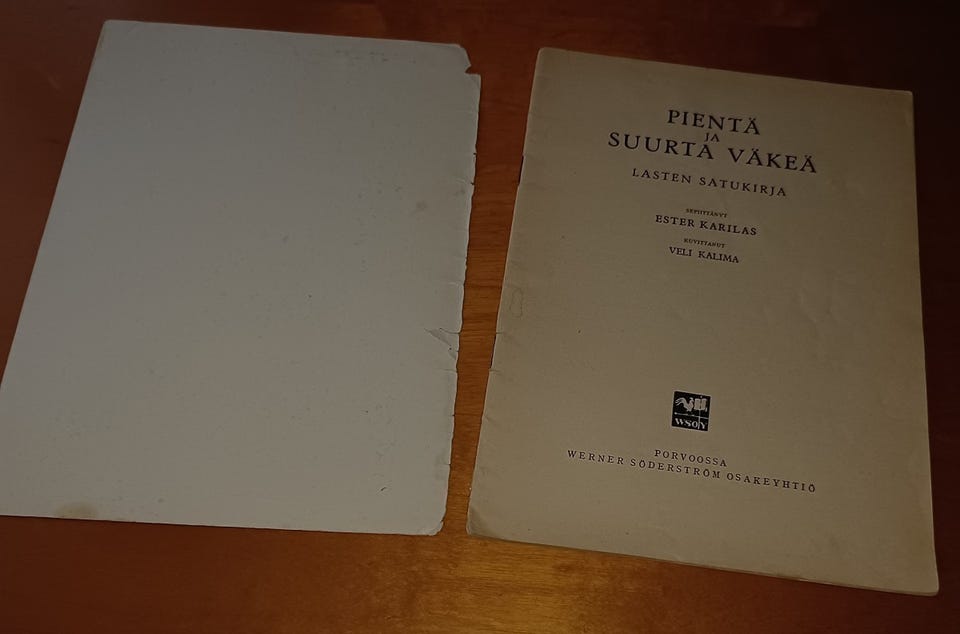 PIENTÄ
JA
SUURTA VÄKEÄ
LASTEN SATUKIRJA
SEPITTÄNYT
ESTER KARILAS
KUVITTANUT
VELI KALIMA
WSOY
PORVOOSSA
WERNER SÖDERSTRÖM OSAKEYHTIÖ